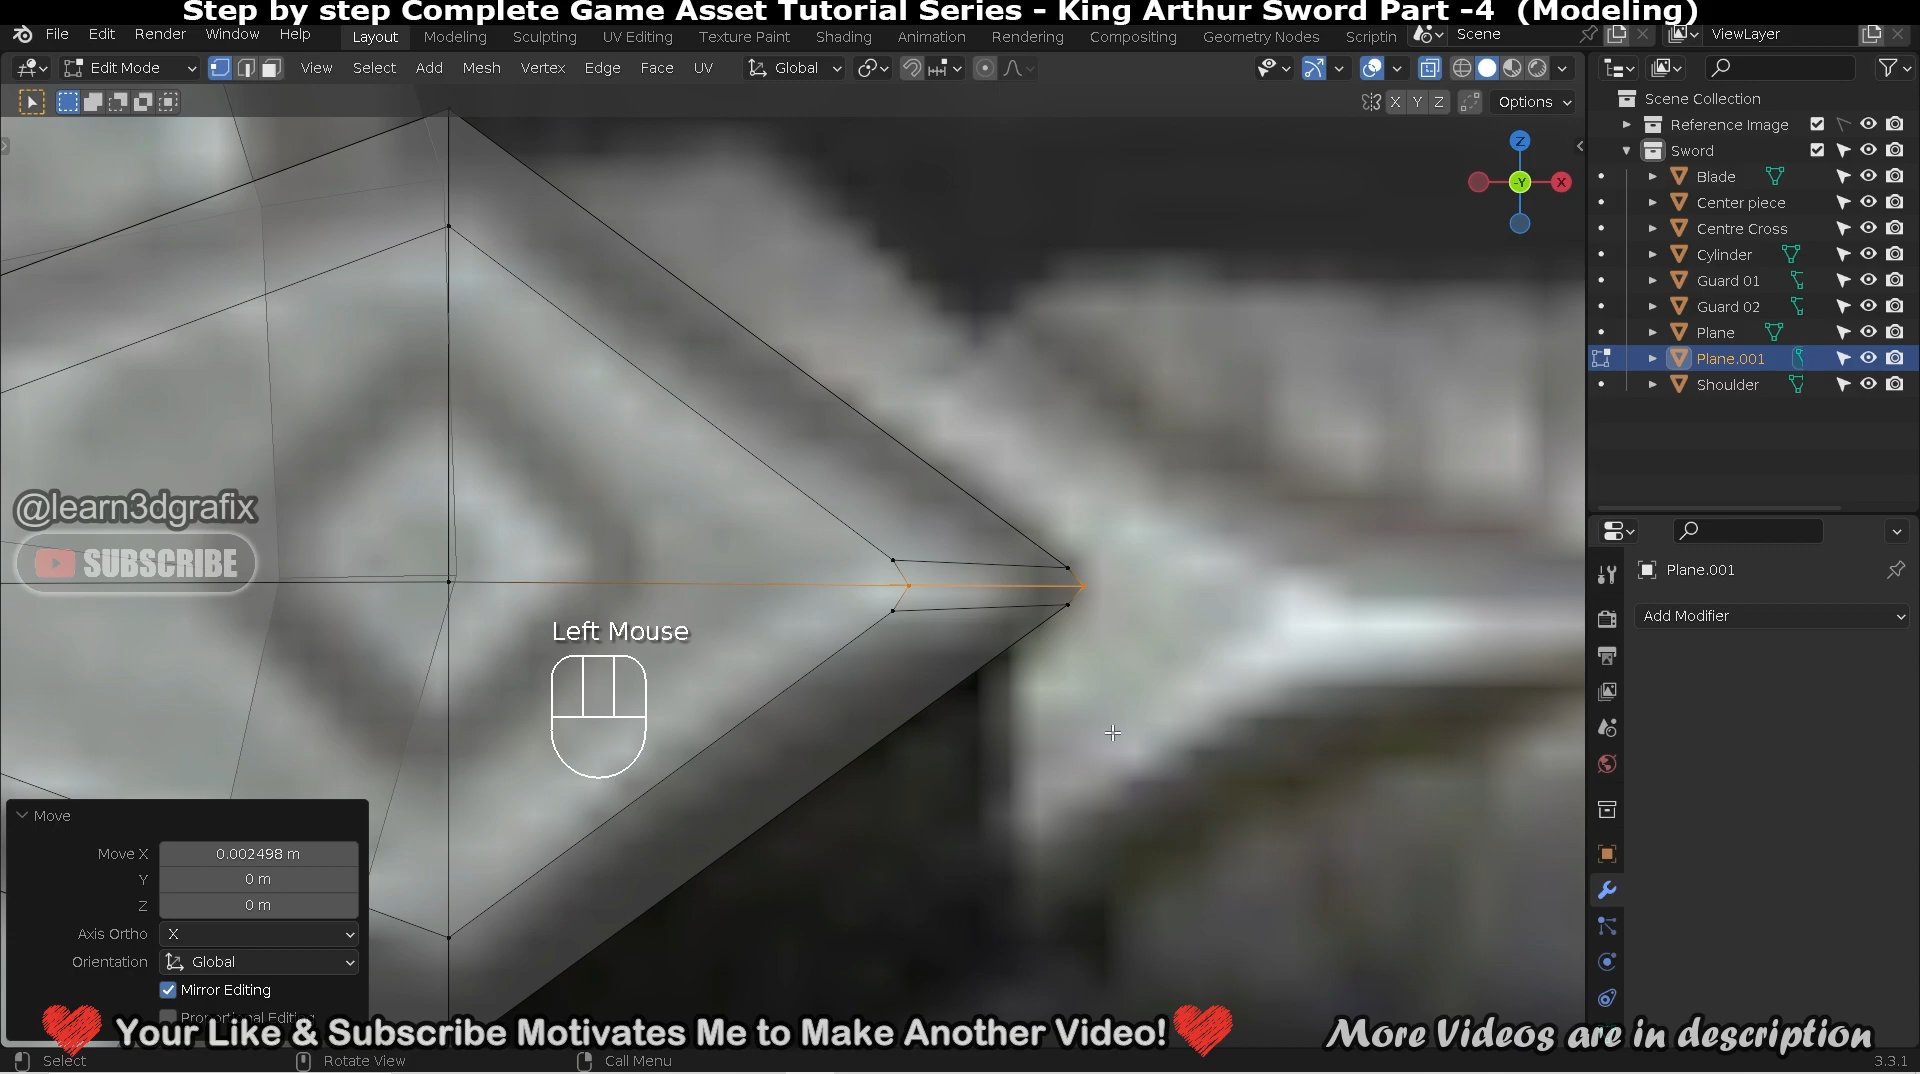 Step by step Complete Game Asset Tutorial Series - King Arthur Sword Part -4 (Modeling)
File Edit Render Window Help Layout Modeling Sculpting UV Editing Texture Paint Shading Animation Rendering Compositing Geometry Nodes Scriptin Scene ViewLayer
Edit Mode View Select Add Mesh Vertex Edge Face UV Global
X Y Z Options
Scene Collection
Reference Image
Sword
Blade
Center piece
Centre Cross
Cylinder
Guard 01
Guard 02
Plane
Plane.001
Shoulder
Z
-Y X
@learn3dgrafix
SUBSCRIBE
Left Mouse
Plane.001
Add Modifier
Move
Move X 0.002498 m
Y 0 m
Z 0 m
Axis Ortho X
Orientation Global
Mirror Editing
Proportional Editing
Your Like & Subscribe Motivates Me to Make Another Video! More Videos are in description
Select Rotate View Call Menu 3.3.1